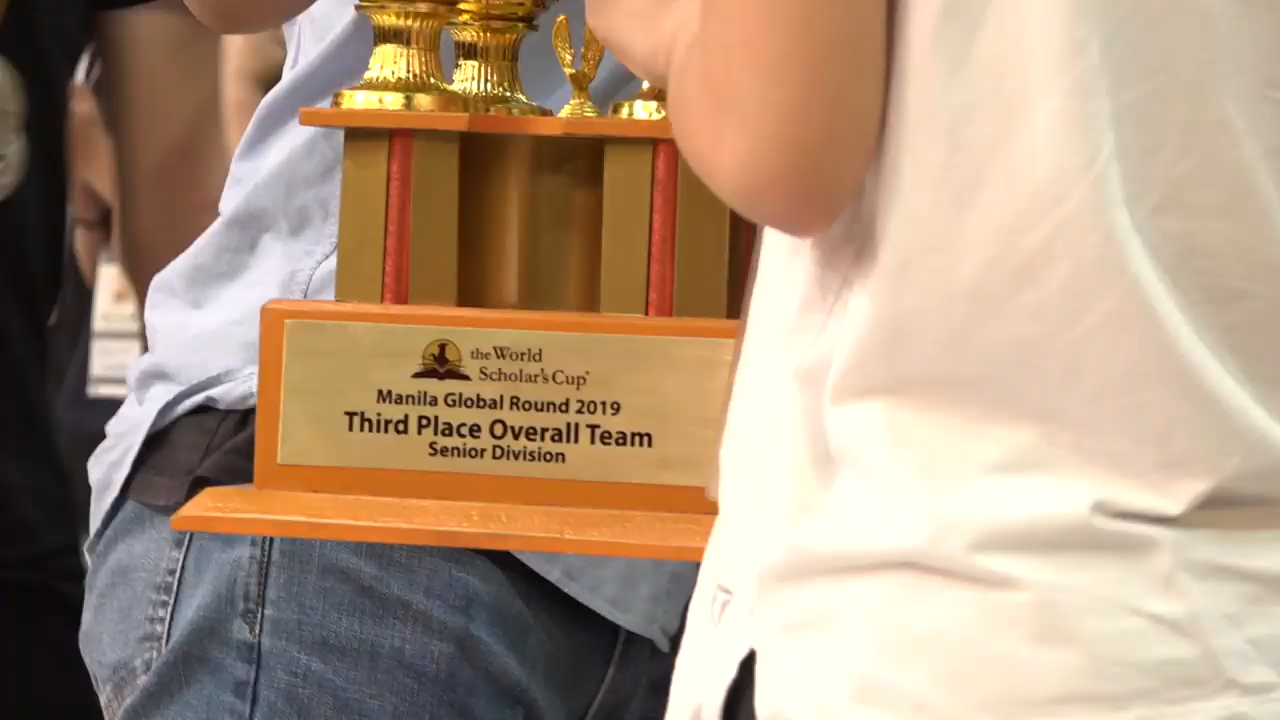 the World
Scholar's Cup
Manila Global Round 2019
Third Place Overall Team
Senior Division